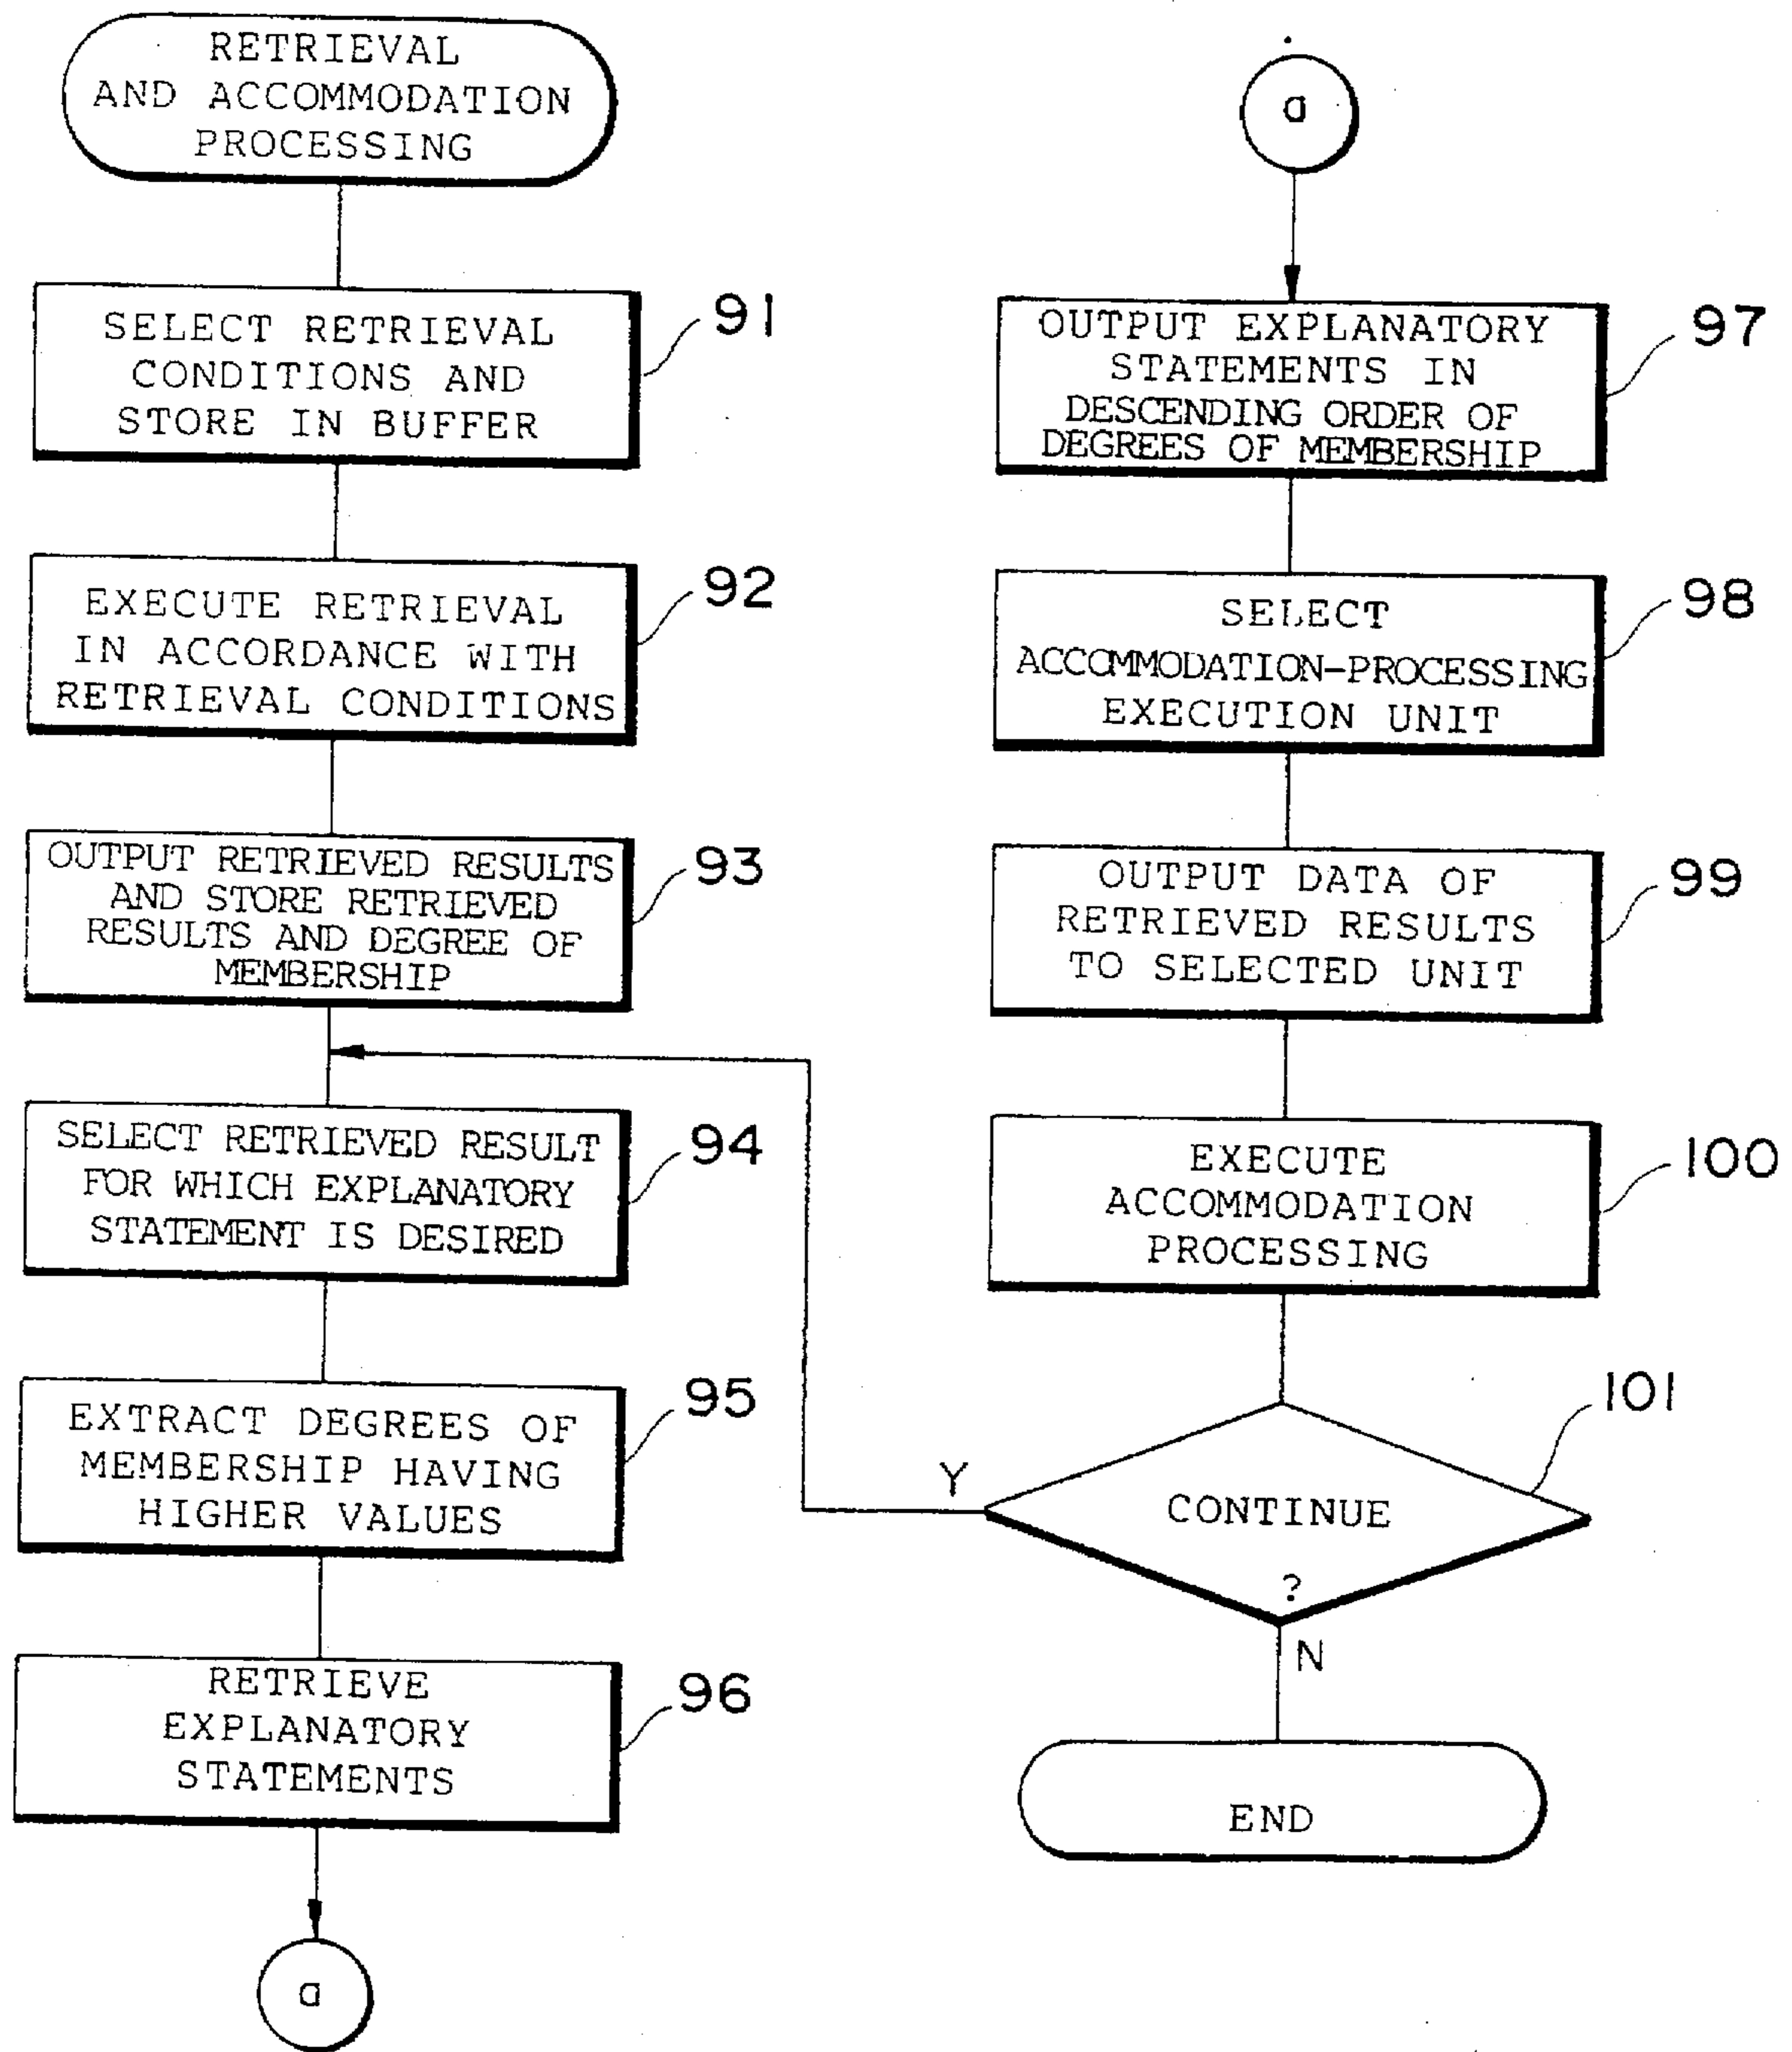 RETRIEVAL
AND ACCOMMODATION
PROCESSING
SELECT RETRIEVAL
CONDITIONS AND
STORE IN BUFFER
91
EXECUTE RETRIEVAL
IN ACCORDANCE WITH
RETRIEVAL CONDITIONS
92
OUTPUT RETRIEVED RESULTS
AND STORE RETRIEVED
RESULTS AND DEGREE OF
MEMBERSHIP
93
SELECT RETRIEVED RESULT
FOR WHICH EXPLANATORY
STATEMENT IS DESIRED
94
EXTRACT DEGREES OF
MEMBERSHIP HAVING
HIGHER VALUES
95
RETRIEVE
EXPLANATORY
STATEMENTS
96
a
a
OUTPUT EXPLANATORY
STATEMENTS IN
DESCENDING ORDER OF
DEGREES OF MEMBERSHIP
97
SELECT
ACCOMMODATION-PROCESSING
EXECUTION UNIT
98
OUTPUT DATA OF
RETRIEVED RESULTS
TO SELECTED UNIT
99
EXECUTE
ACCOMMODATION
PROCESSING
100
101
Y
CONTINUE
?
N
END